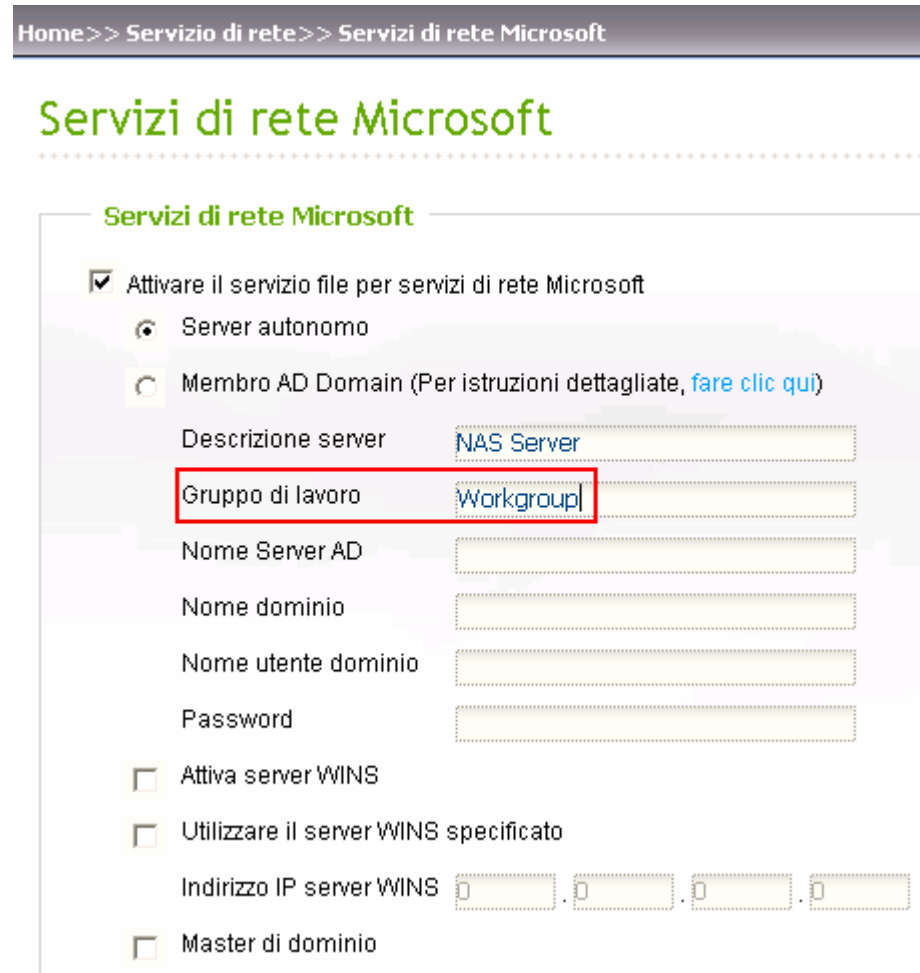 Home>> Servizio di rete>> Servizi di rete Microsoft
Servizi di rete Microsoft
Servizi di rete Microsoft
Attivare il servizio file per servizi di rete Microsoft
Server autonomo
Membro AD Domain (Per istruzioni dettagliate, fare clic qui)
Descrizione server NAS Server
Gruppo di lavoro Workgroup
Nome Server AD
Nome dominio
Nome utente dominio
Password
Attiva server WINS
Utilizzare il server WINS specificato
Indirizzo IP server WINS 0 . 0 . 0 . 0
Master di dominio